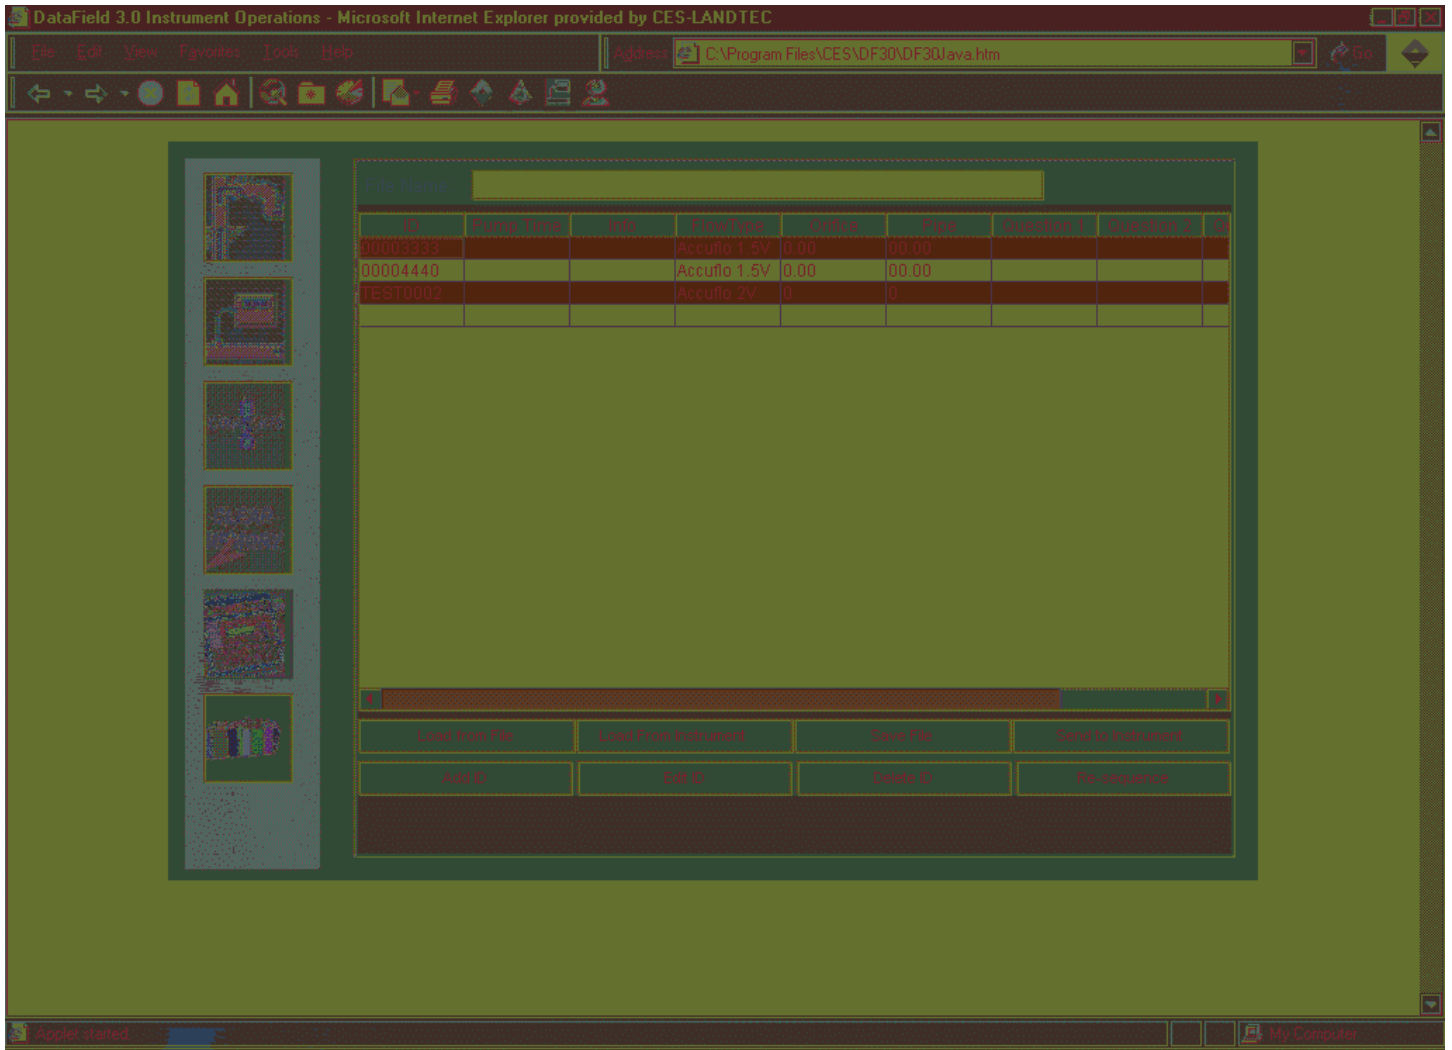 DataField 3.0 Instrument Operations - Microsoft Internet Explorer provided by CES-LANDTEC
File Edit View Favorites Tools Help Address C:\Program Files\CES\DF30\DF30Java.htm Go
File Name
ID Pump Time Info FlowType Orifice Pipe Question 1 Question 2
00003333 Accuflo 1.5V 0.00 00.00
00004440 Accuflo 1.5V 0.00 00.00
TEST0002 Accuflo 2V 0 0
Load from File Load From Instrument Save File Send to Instrument
Add ID Edit ID Delete ID Re-sequence
Applet started. My Computer